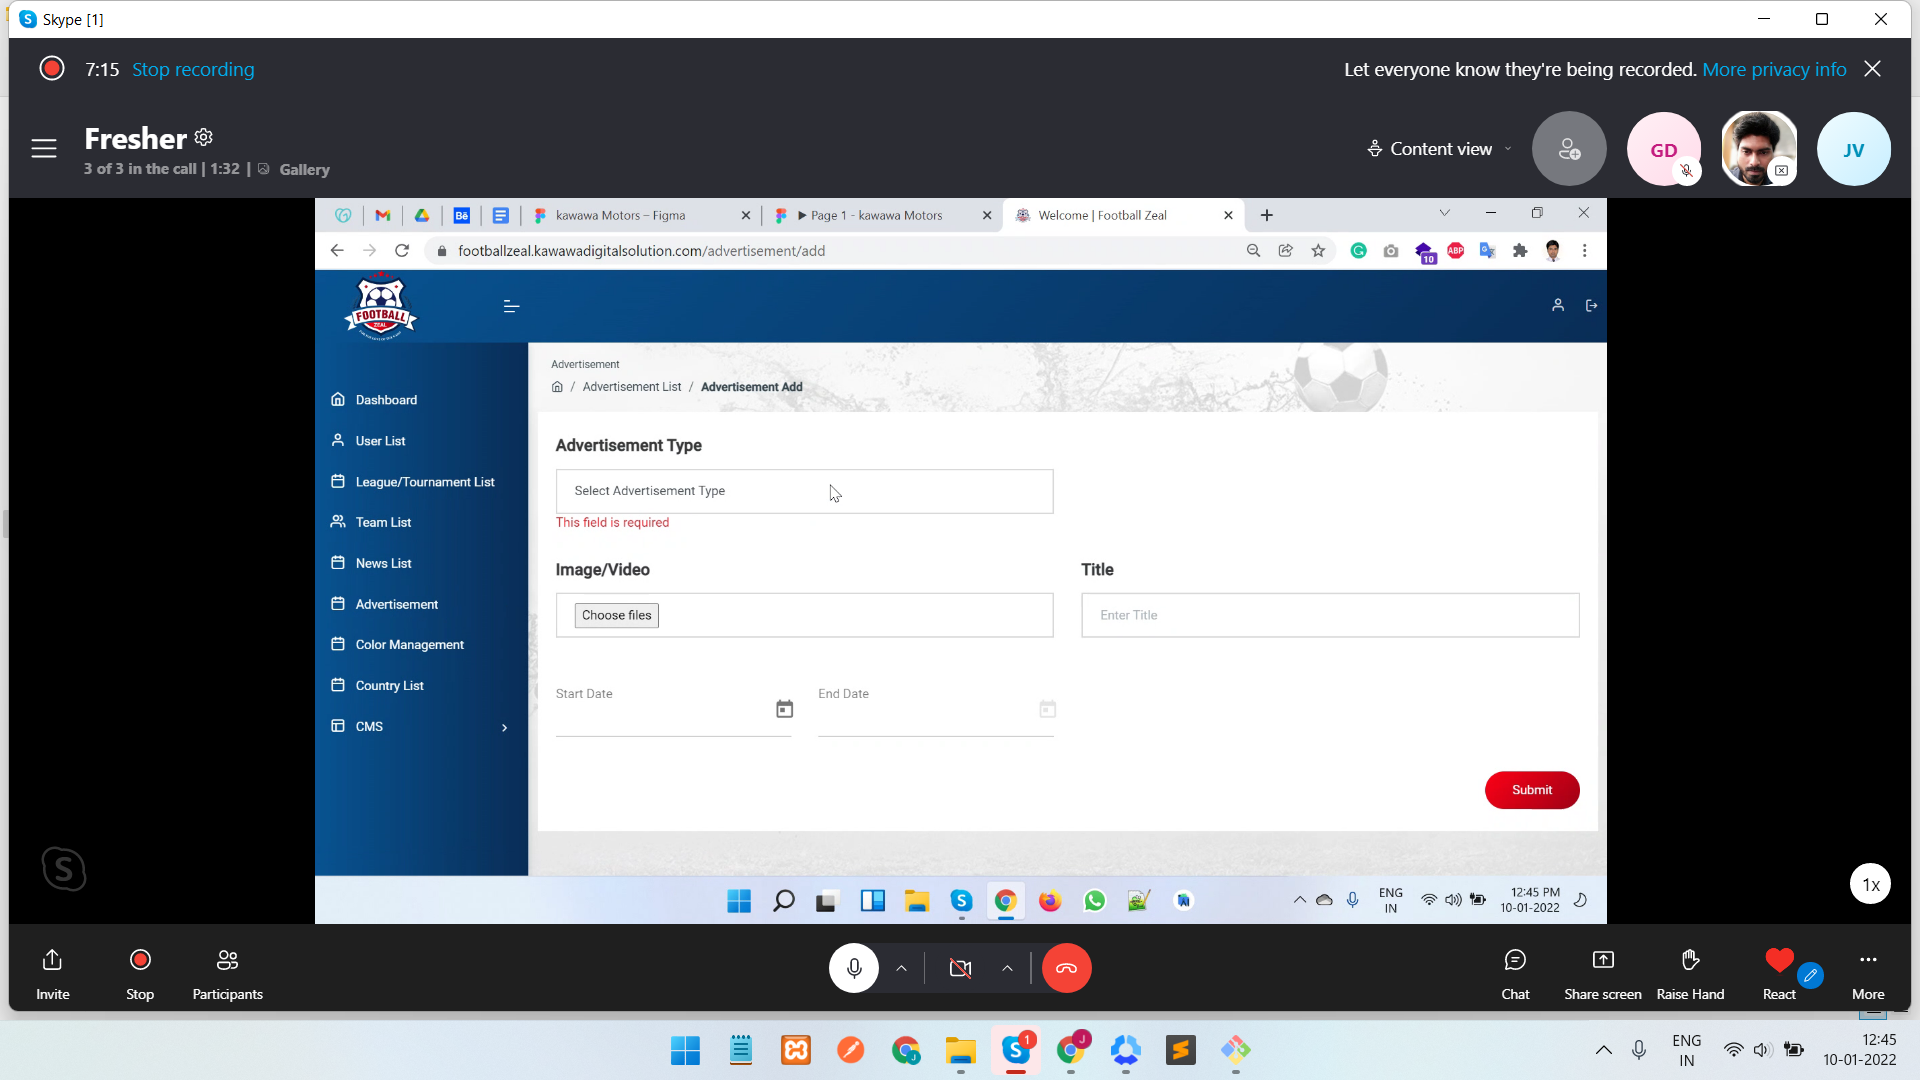 Skype [1]
7:15 Stop recording
Let everyone know they're being recorded. More privacy info
Fresher
3 of 3 in the call | 1:32 | Gallery
Content view
GD
JV
kawawa Motors – Figma
Page 1 - kawawa Motors
Welcome | Football Zeal
footballzeal.kawawadigitalsolution.com/advertisement/add
10
ABP
FOOTBALL
ZEAL
Advertisement
/ Advertisement List / Advertisement Add
Dashboard
User List
League/Tournament List
Team List
News List
Advertisement
Color Management
Country List
CMS
Advertisement Type
Select Advertisement Type
This field is required
Image/Video
Title
Choose files
Enter Title
Start Date
End Date
Submit
1x
ENG
IN
12:45 PM
10-01-2022
Invite
Stop
Participants
Chat
Share screen
Raise Hand
React
More
1
J
J
ENG
IN
12:45
10-01-2022